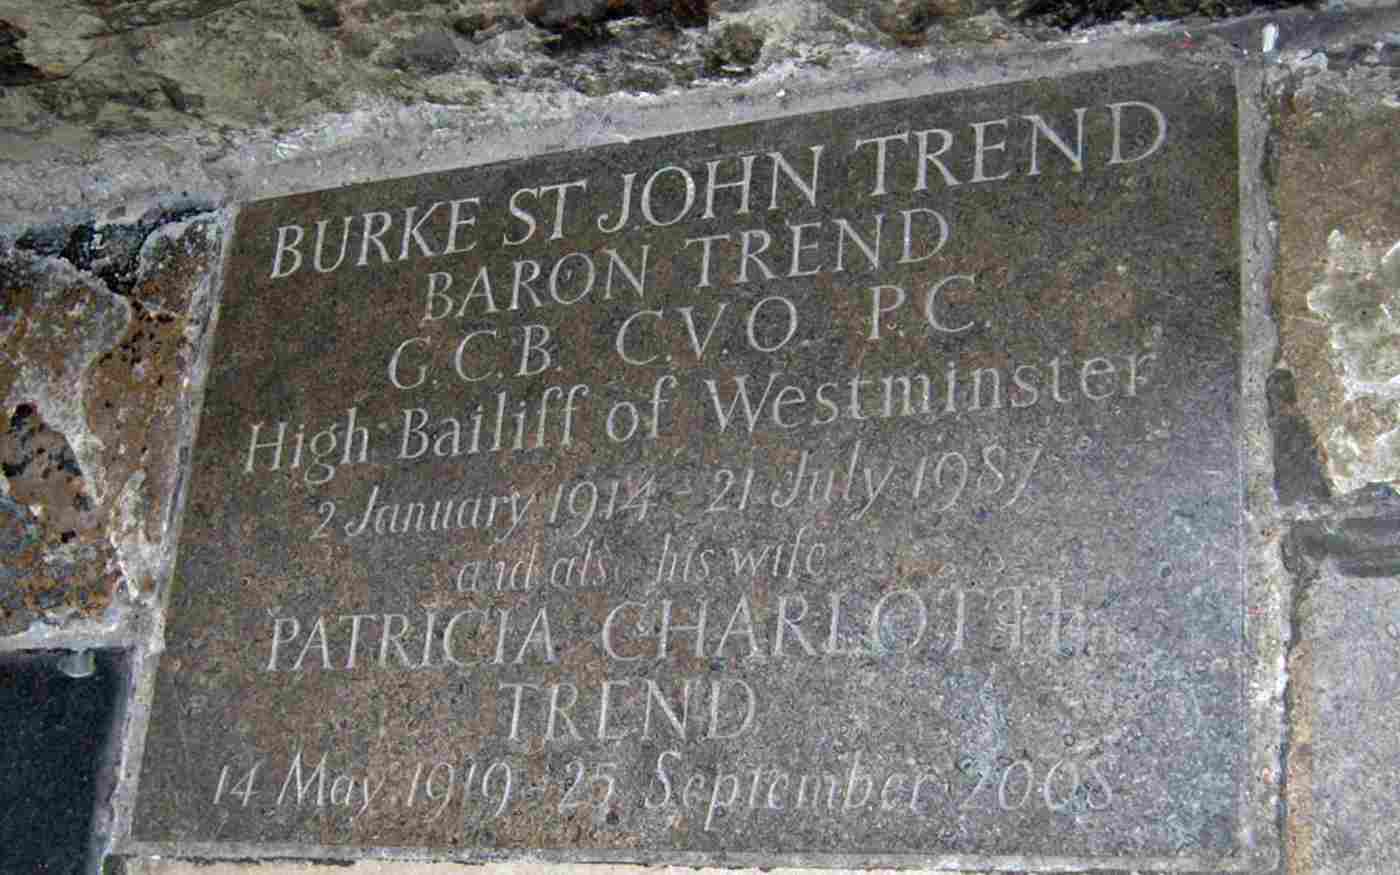 BURKE ST JOHN TREND
BARON TREND
G.C.B. C.V.O. P.C.
High Bailiff of Westminster
2 January 1914 - 21 July 1987
and also his wife
PATRICIA CHARLOTTE
TREND
14 May 1919 - 25 September